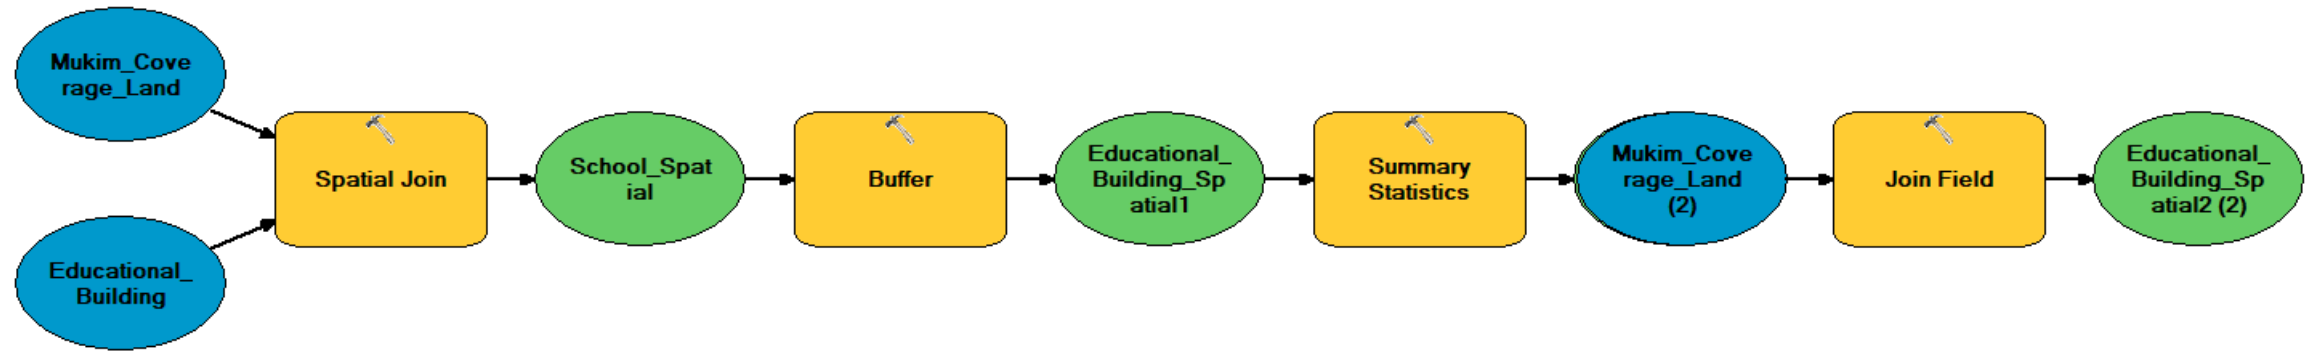 Mukim_Cove
rage_Land
Educational_
Building
Spatial Join
School_Spat
ial
Buffer
Educational_
Building_Sp
atial1
Summary
Statistics
Mukim_Cove
rage_Land
(2)
Join Field
Educational_
Building_Sp
atial2 (2)